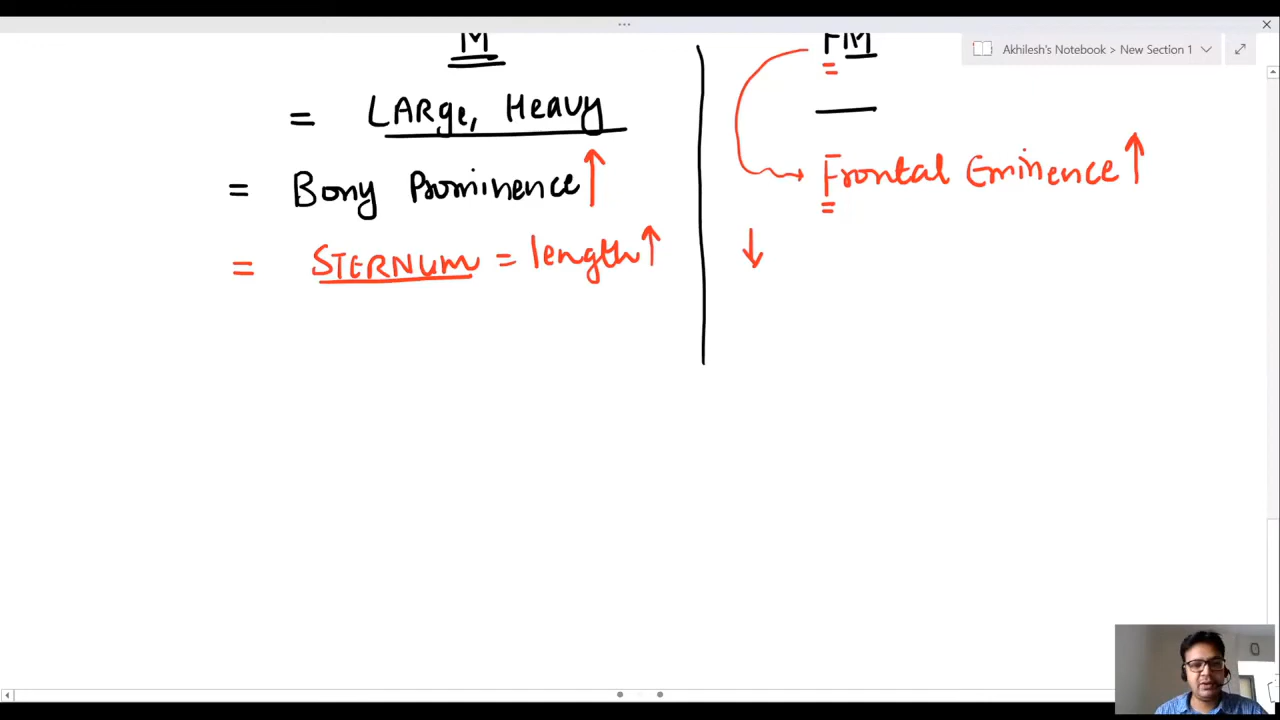 Akhilesh's Notebook > New Section 1
M
FM
= LARge, Heavy
= Bony Prominence ↑
Frontal Eminence ↑
= STERNUM = length ↑
↓